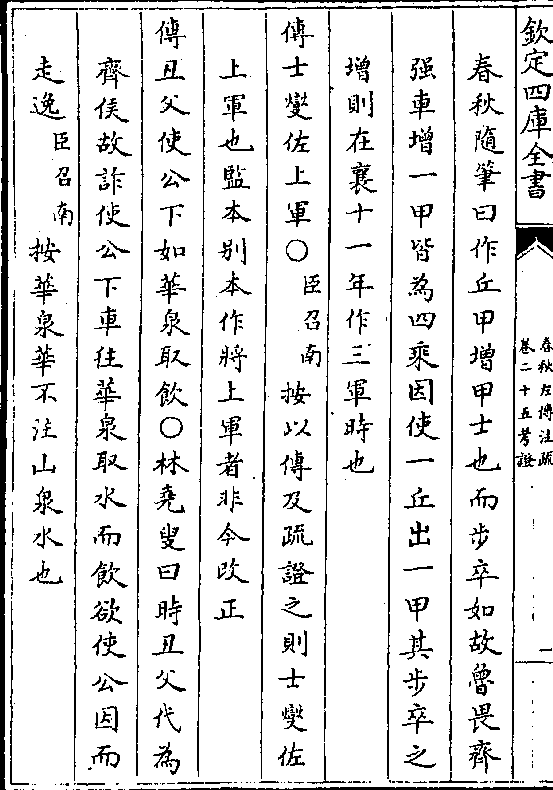 欽定四庫全書
春秋左傳注疏
卷二十五考證
一
春秋隨筆曰作丘甲增甲士也而步卒如故魯畏齊
强車增一甲皆為四乘因使一丘出一甲其步卒之
增則在襄十一年作三軍時也
傳士燮佐上軍○臣召南按以傳及疏證之則士燮佐
上軍也監本別本作將上軍者非今改正
傳丑父使公下如華泉取飲○林堯叟曰時丑父代為
齊侯故詐使公下車往華泉取水而飲欲使公因而
走逸臣召南按華泉華不注山泉水也